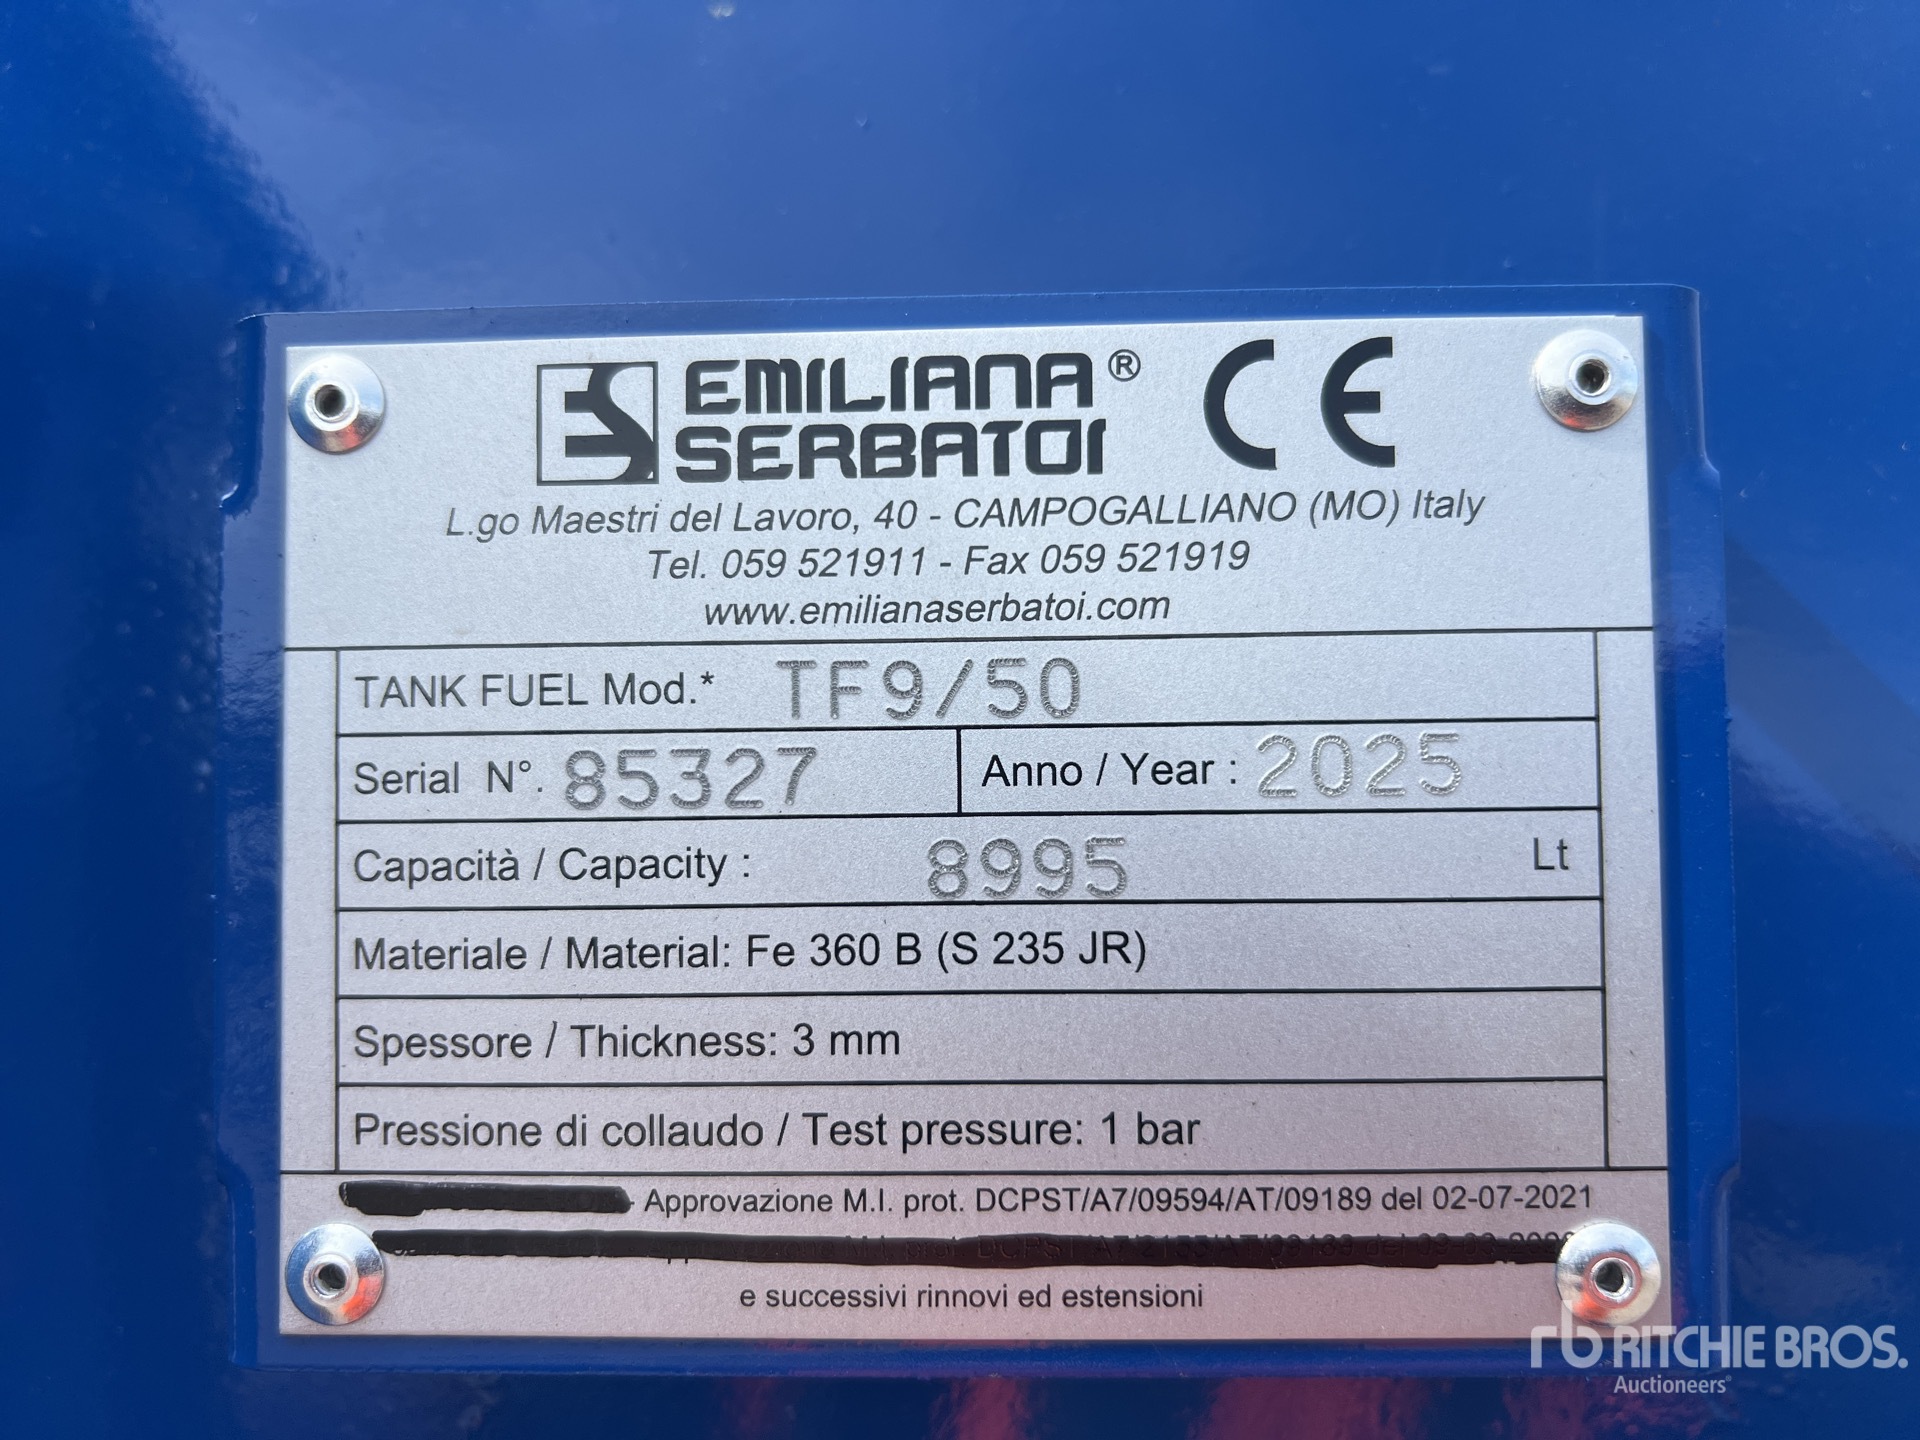 EMILIANA®
SERBATOI
CE
L.go Maestri del Lavoro, 40 - CAMPOGALLIANO (MO) Italy
Tel. 059 521911 - Fax 059 521919
www.emilianaserbatoi.com
TANK FUEL Mod.* TF9/50
Serial N°. 85327 Anno / Year : 2025
Capacità / Capacity : 8995 Lt
Materiale / Material: Fe 360 B (S 235 JR)
Spessore / Thickness: 3 mm
Pressione di collaudo / Test pressure: 1 bar
- Approvazione M.I. prot. DCPST/A7/09594/AT/09189 del 02-07-2021
e successivi rinnovi ed estensioni
rb RITCHIE BROS.
Auctioneers